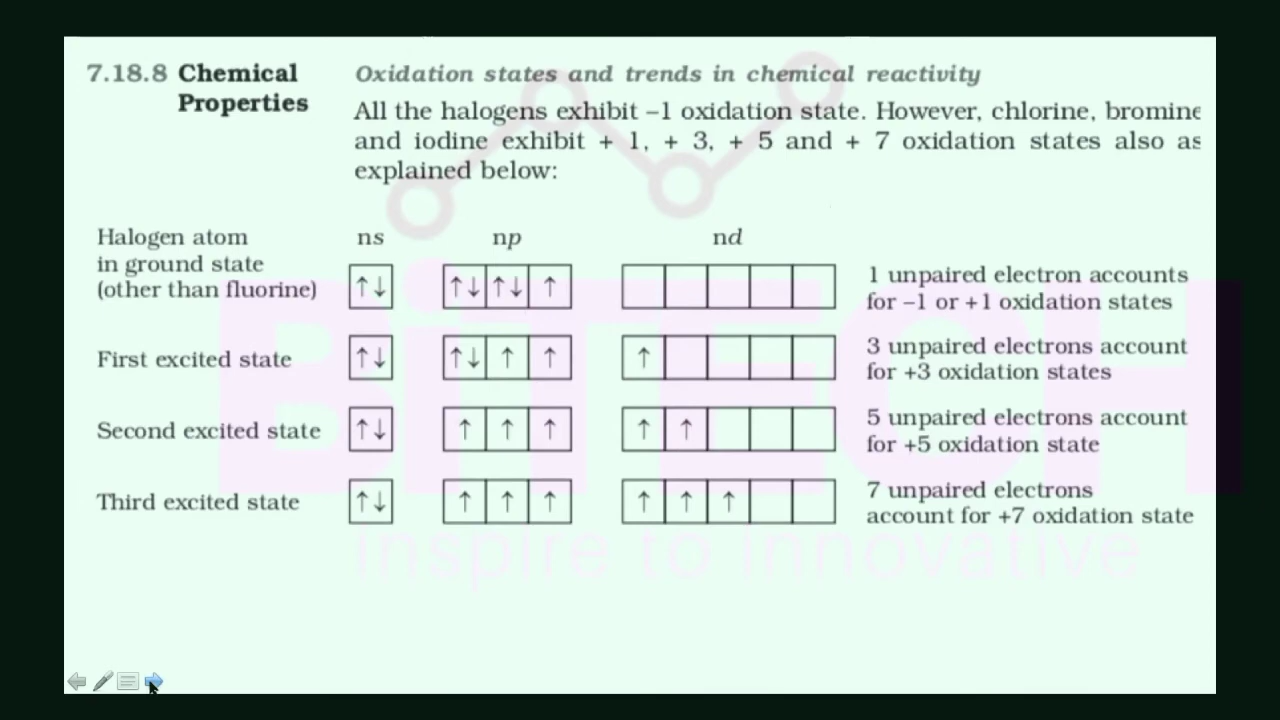 7.18.8 Chemical Properties
Oxidation states and trends in chemical reactivity
All the halogens exhibit –1 oxidation state. However, chlorine, bromine
and iodine exhibit + 1, + 3, + 5 and + 7 oxidation states also as
explained below:
Halogen atom
in ground state
(other than fluorine)
ns np nd
↑↓ ↑↓ ↑↓ ↑
1 unpaired electron accounts
for –1 or +1 oxidation states
First excited state
↑↓ ↑↓ ↑ ↑ ↑
3 unpaired electrons account
for +3 oxidation states
Second excited state
↑↓ ↑ ↑ ↑ ↑ ↑
5 unpaired electrons account
for +5 oxidation state
Third excited state
↑↓ ↑ ↑ ↑ ↑ ↑ ↑
7 unpaired electrons
account for +7 oxidation state
BiTECH
inspire to innovative